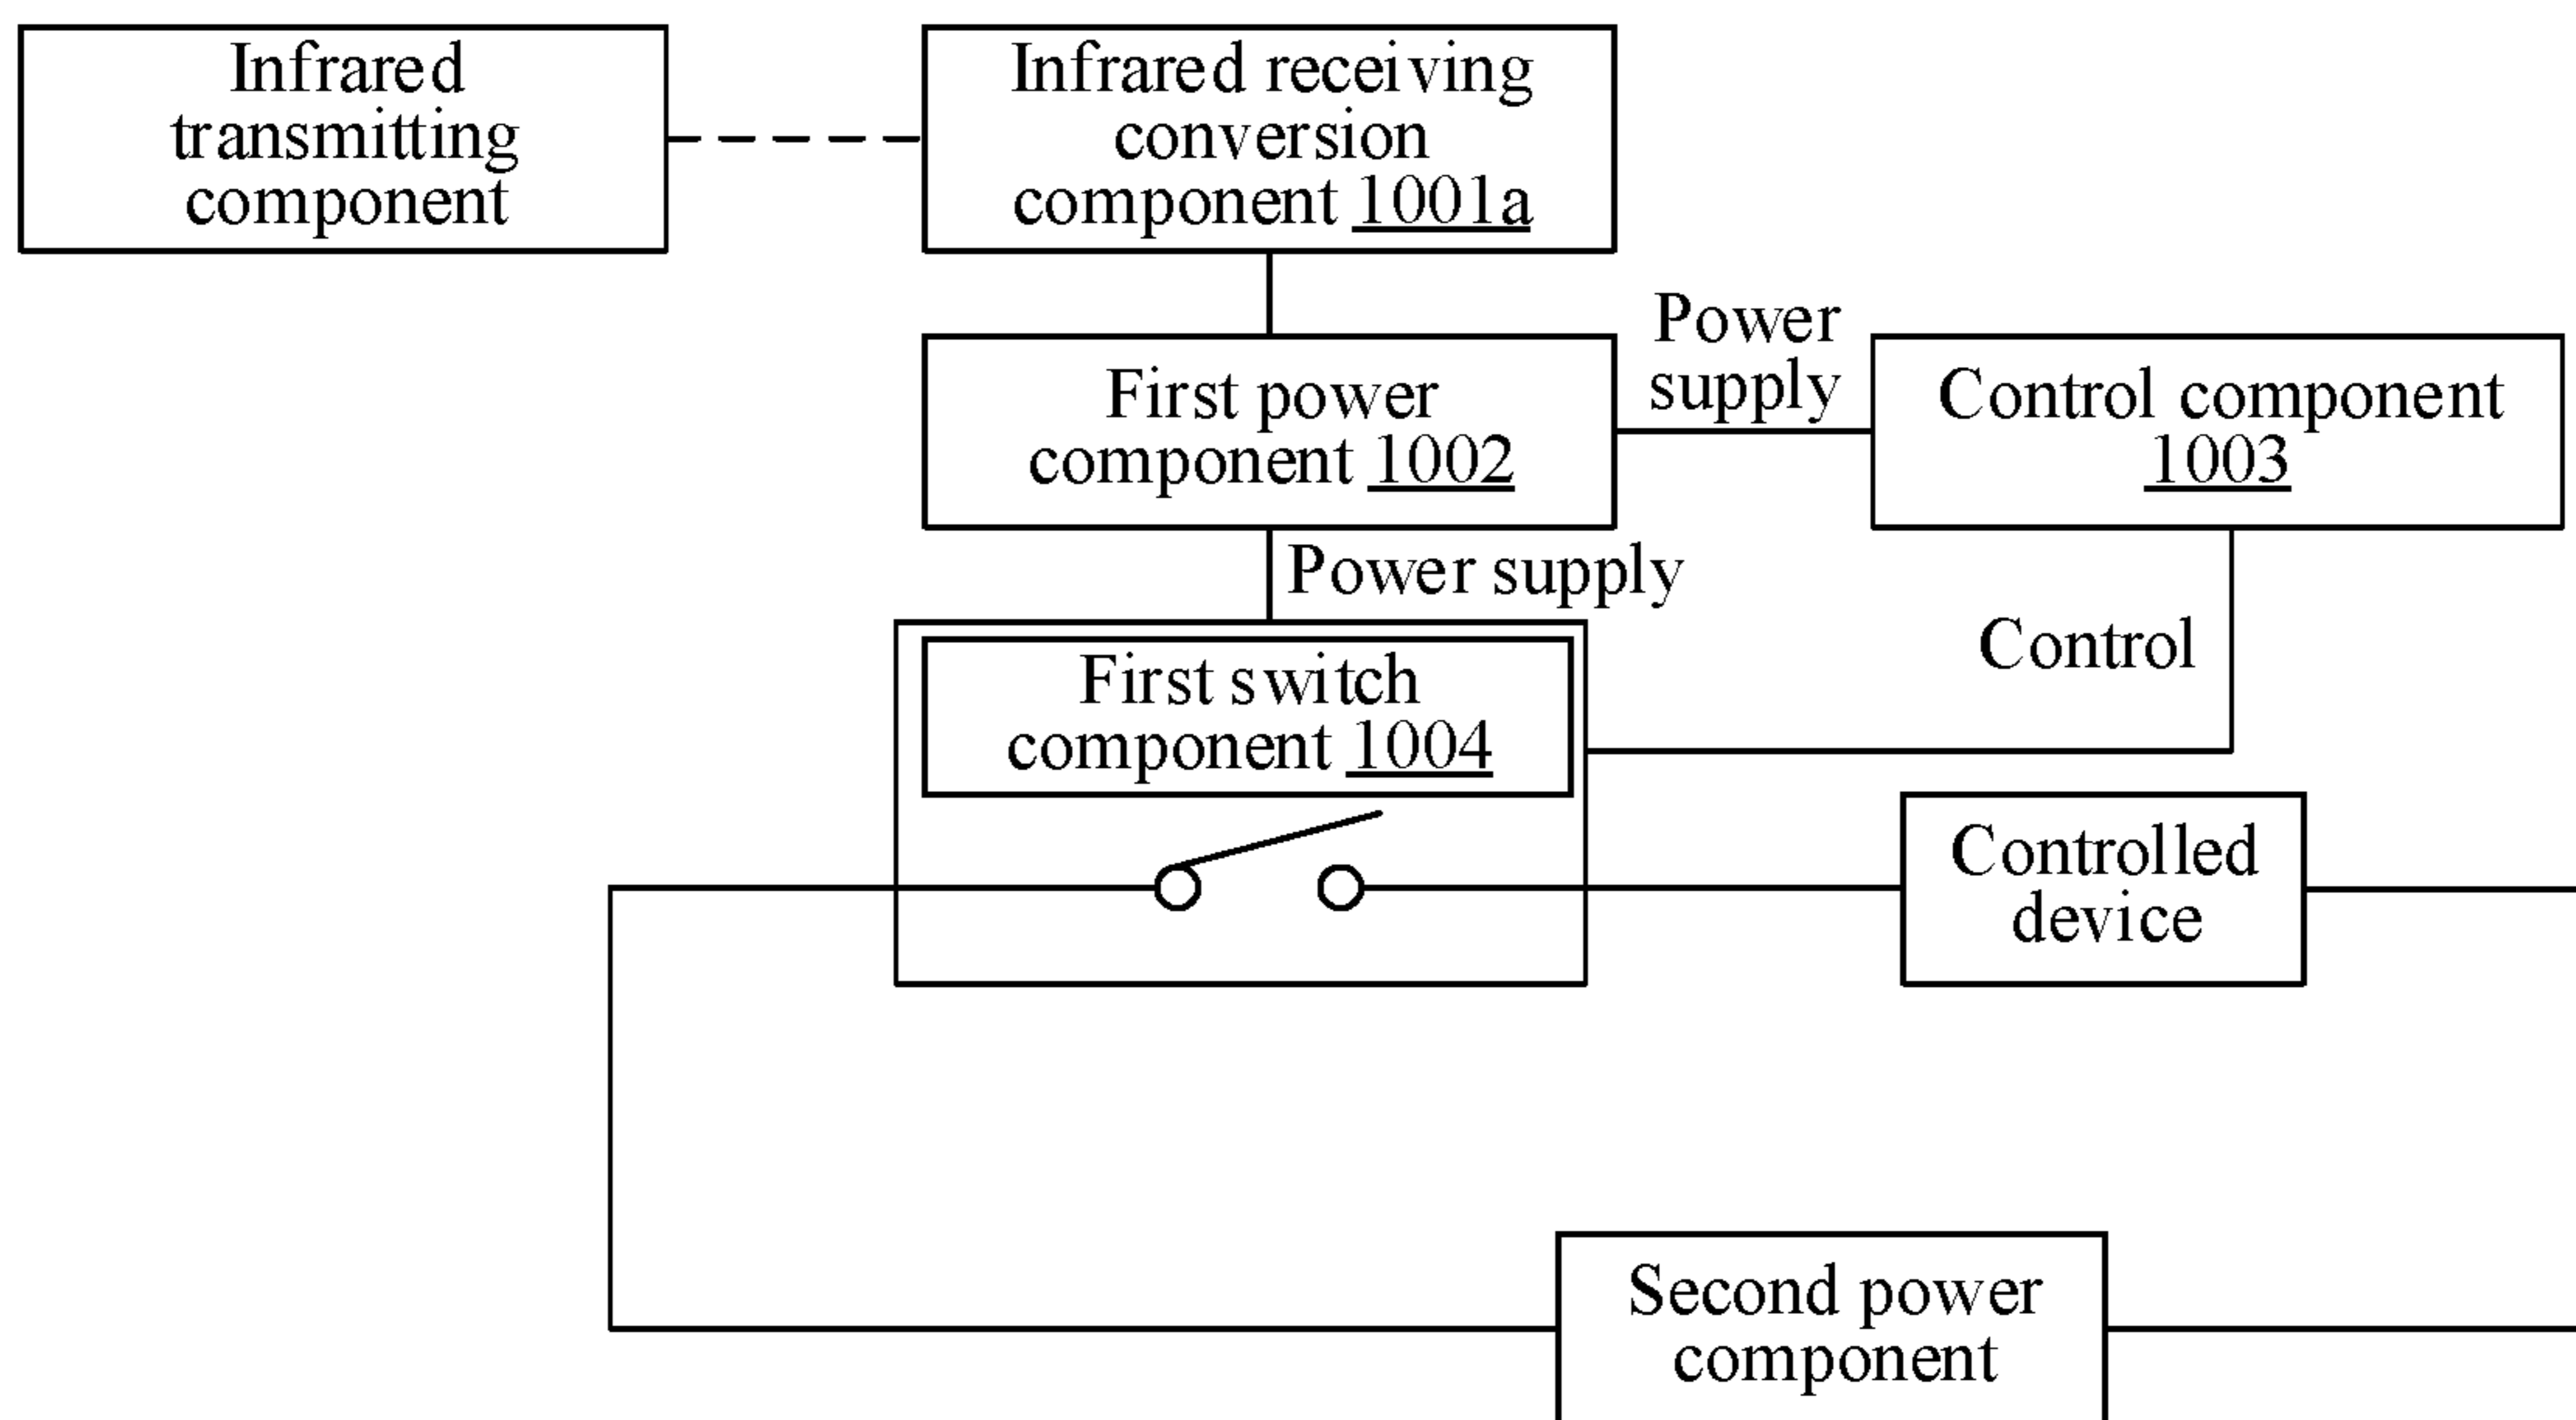 Infrared
transmitting
component
Infrared receiving
conversion
component 1001a
First power
component 1002
Power
supply
Control component
1003
Power supply
Control
First switch
component 1004
Controlled
device
Second power
component